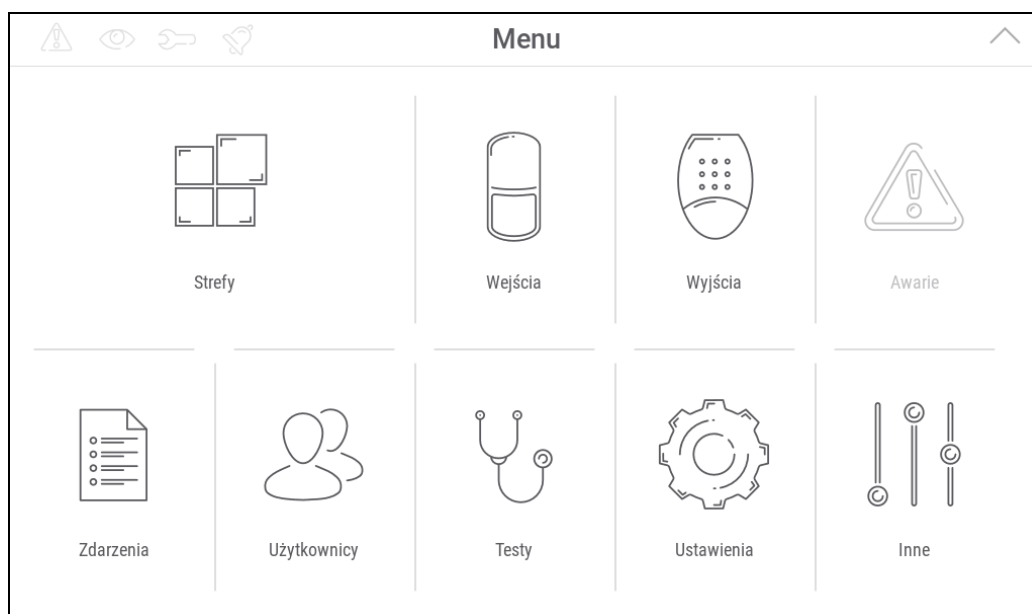 Menu
Strefy
Wejścia
Wyjścia
Awarie
Zdarzenia
Użytkownicy
Testy
Ustawienia
Inne